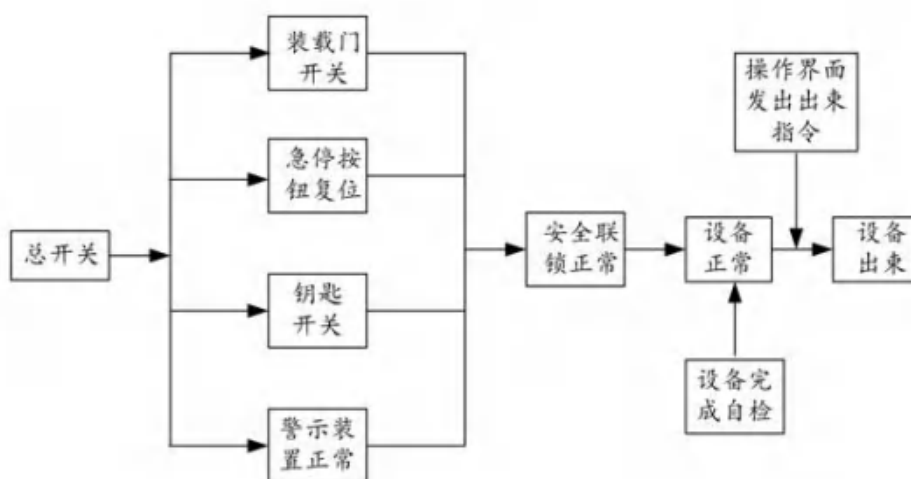 总开关
装载门
开关
急停按
钮复位
钥匙
开关
警示装
置正常
安全联
锁正常
设备
正常
设备完
成自检
操作界面
发出出束
指令
设备
出束